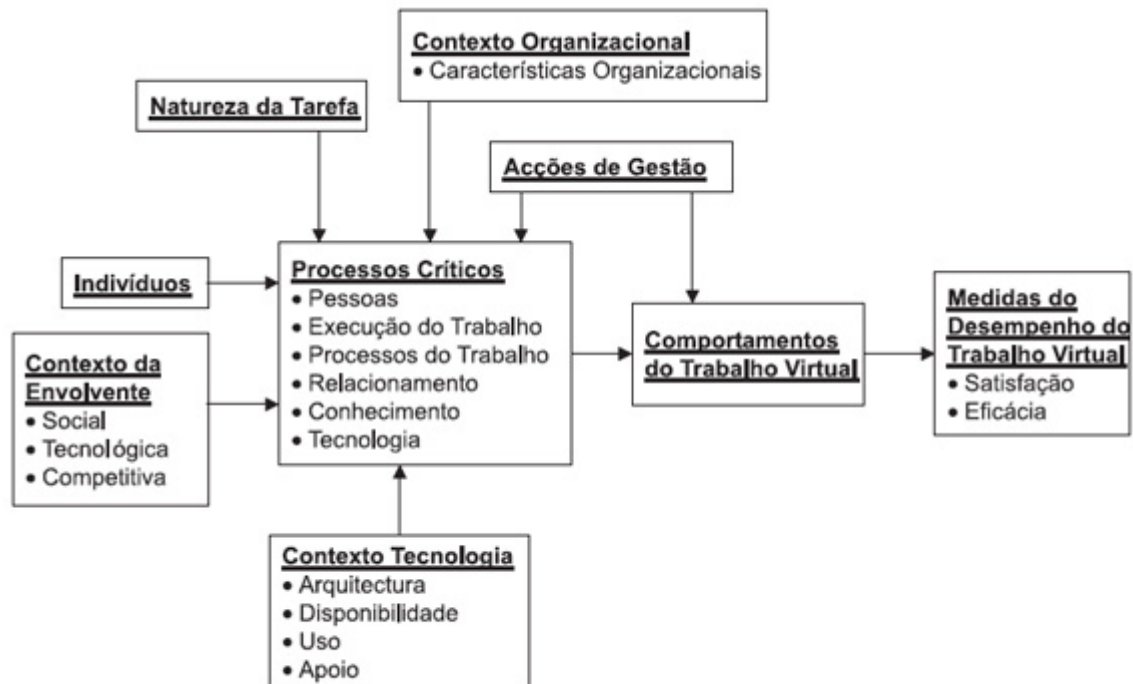 Contexto Organizacional
• Características Organizacionais
Natureza da Tarefa
Acções de Gestão
Indivíduos
Processos Críticos
• Pessoas
• Execução do Trabalho
• Processos do Trabalho
• Relacionamento
• Conhecimento
• Tecnologia
Contexto da
Envolvente
• Social
• Tecnológica
• Competitiva
Comportamentos
do Trabalho Virtual
Medidas do
Desempenho do
Trabalho Virtual
• Satisfação
• Eficácia
Contexto Tecnologia
• Arquitectura
• Disponibilidade
• Uso
• Apoio